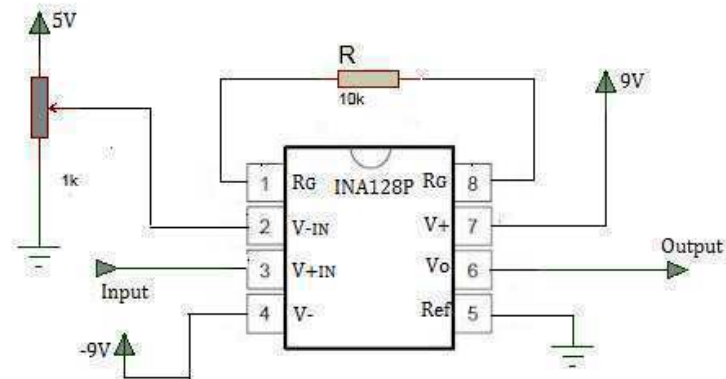 5V
R
10k
9V
1k
INA128P
1 RG
RG 8
2 V-IN
V+ 7
3 V+IN
Vo 6
4 V-
Ref 5
Input
Output
-9V